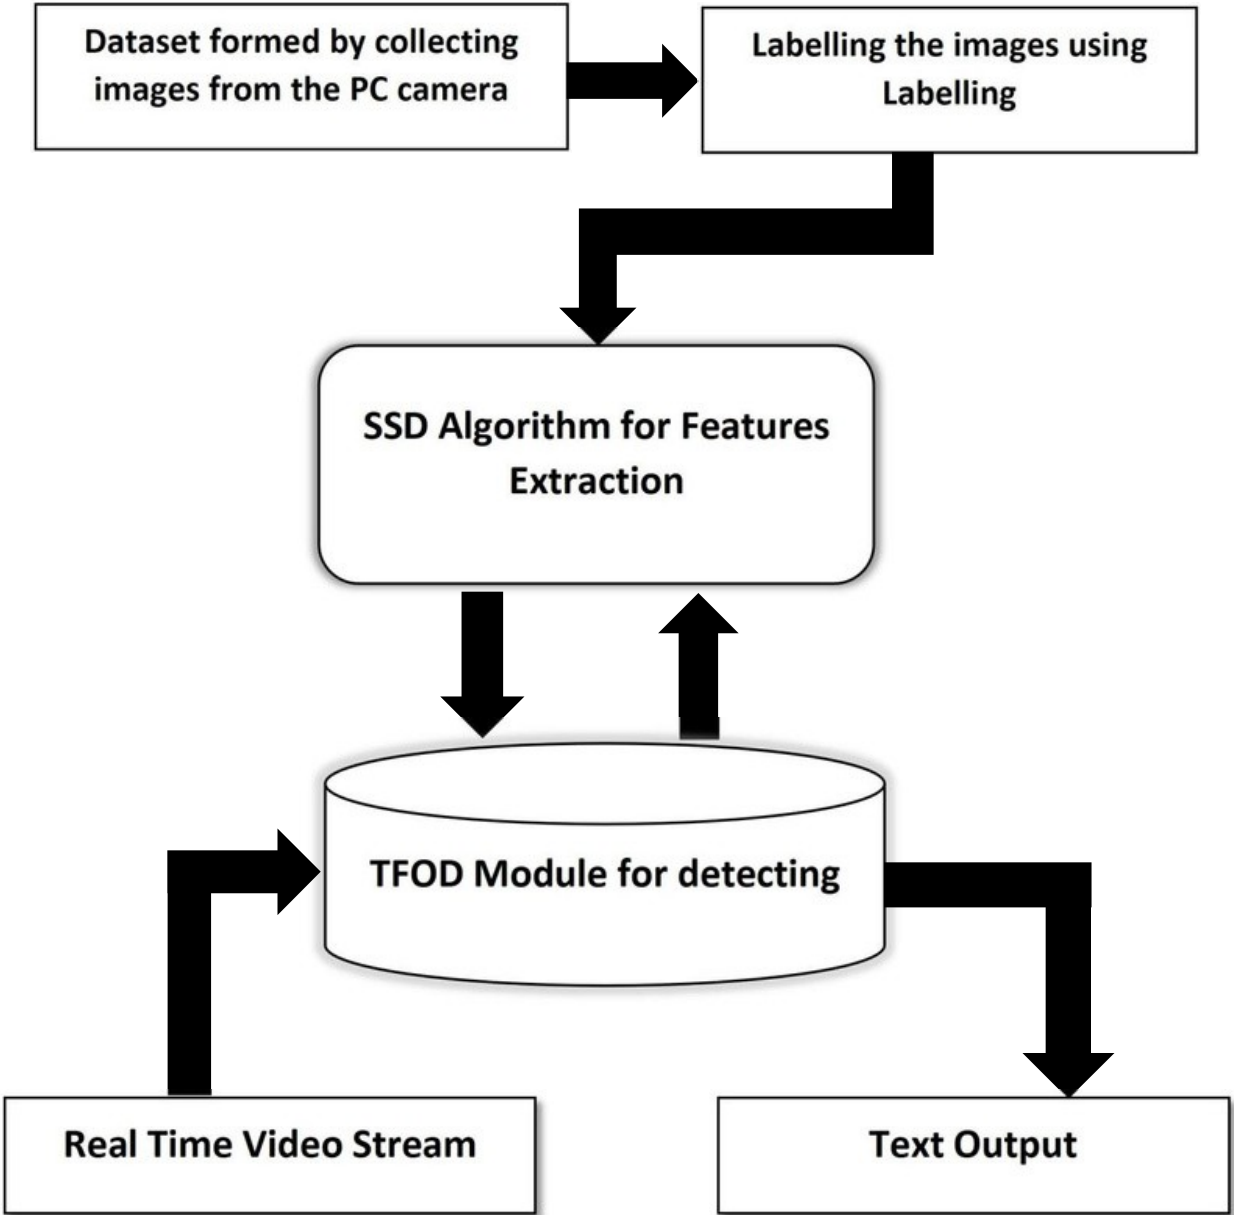 Dataset formed by collecting
images from the PC camera
Labelling the images using
Labelling
SSD Algorithm for Features
Extraction
TFOD Module for detecting
Real Time Video Stream
Text Output